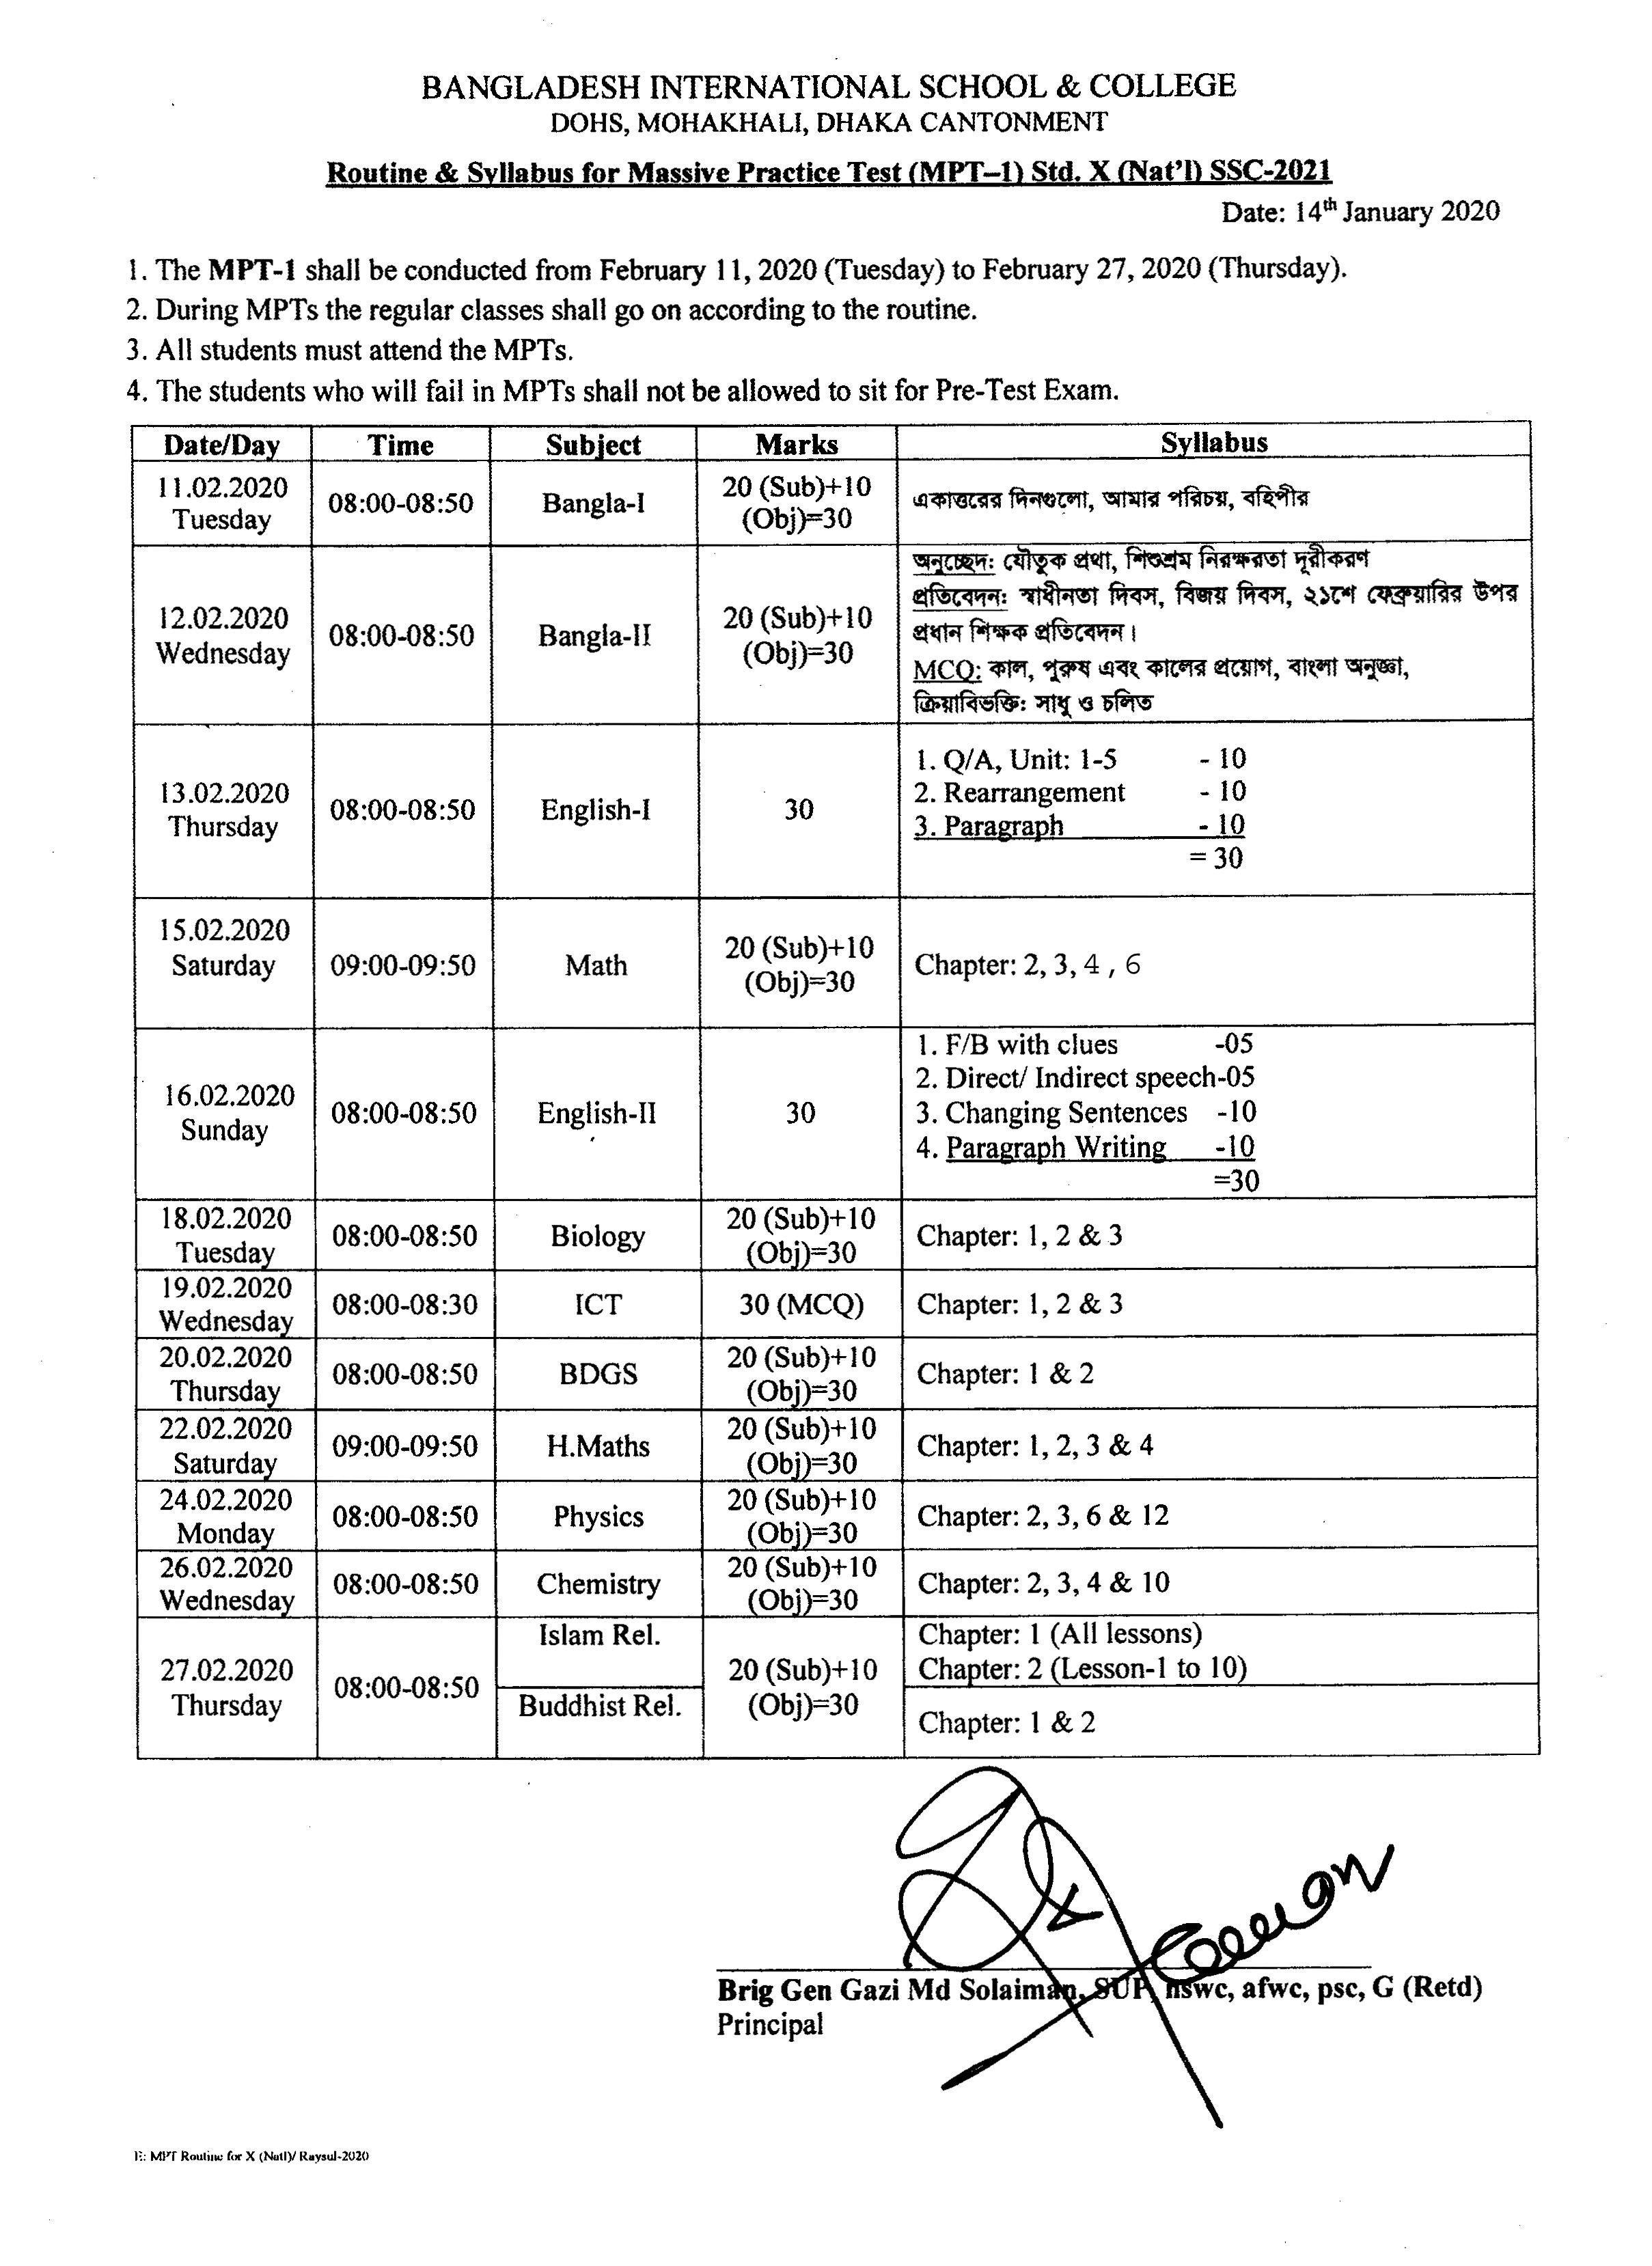 BANGLADESH INTERNATIONAL SCHOOL & COLLEGE
DOHS, MOHAKHALI, DHAKA CANTONMENT
Routine & Syllabus for Massive Practice Test (MPT–1) Std. X (Nat'l) SSC-2021
Date: 14th January 2020
1. The MPT-1 shall be conducted from February 11, 2020 (Tuesday) to February 27, 2020 (Thursday).
2. During MPTs the regular classes shall go on according to the routine.
3. All students must attend the MPTs.
4. The students who will fail in MPTs shall not be allowed to sit for Pre-Test Exam.
Date/Day Time Subject Marks Syllabus
11.02.2020 Tuesday 08:00-08:50 Bangla-I 20 (Sub)+10 (Obj)=30 একাত্তরের দিনগুলো, আমার পরিচয়, বহিপীর
12.02.2020 Wednesday 08:00-08:50 Bangla-II 20 (Sub)+10 (Obj)=30 অনুচ্ছেদ: যৌতুক প্রথা, শিশুশ্রম নিরক্ষরতা দূরীকরণ
প্রতিবেদন: স্বাধীনতা দিবস, বিজয় দিবস, ২১শে ফেব্রুয়ারির উপর
প্রধান শিক্ষক প্রতিবেদন।
MCQ: কাল, পুরুষ এবং কালের প্রয়োগ, বাংলা অনুজ্ঞা,
ক্রিয়াবিভক্তি: সাধু ও চলিত
13.02.2020 Thursday 08:00-08:50 English-I 30 1. Q/A, Unit: 1-5 - 10
2. Rearrangement - 10
3. Paragraph - 10
= 30
15.02.2020 Saturday 09:00-09:50 Math 20 (Sub)+10 (Obj)=30 Chapter: 2, 3, 4 , 6
16.02.2020 Sunday 08:00-08:50 English-II 30 1. F/B with clues -05
2. Direct/ Indirect speech-05
3. Changing Sentences -10
4. Paragraph Writing -10
=30
18.02.2020 Tuesday 08:00-08:50 Biology 20 (Sub)+10 (Obj)=30 Chapter: 1, 2 & 3
19.02.2020 Wednesday 08:00-08:30 ICT 30 (MCQ) Chapter: 1, 2 & 3
20.02.2020 Thursday 08:00-08:50 BDGS 20 (Sub)+10 (Obj)=30 Chapter: 1 & 2
22.02.2020 Saturday 09:00-09:50 H.Maths 20 (Sub)+10 (Obj)=30 Chapter: 1, 2, 3 & 4
24.02.2020 Monday 08:00-08:50 Physics 20 (Sub)+10 (Obj)=30 Chapter: 2, 3, 6 & 12
26.02.2020 Wednesday 08:00-08:50 Chemistry 20 (Sub)+10 (Obj)=30 Chapter: 2, 3, 4 & 10
27.02.2020 Thursday 08:00-08:50 Islam Rel. 20 (Sub)+10 (Obj)=30 Chapter: 1 (All lessons)
Chapter: 2 (Lesson-1 to 10)
Buddhist Rel. Chapter: 1 & 2
Brig Gen Gazi Md Solaiman, SUP, nswc, afwc, psc, G (Retd)
Principal
E: MPT Routine for X (Natl)/ Raysul-2020